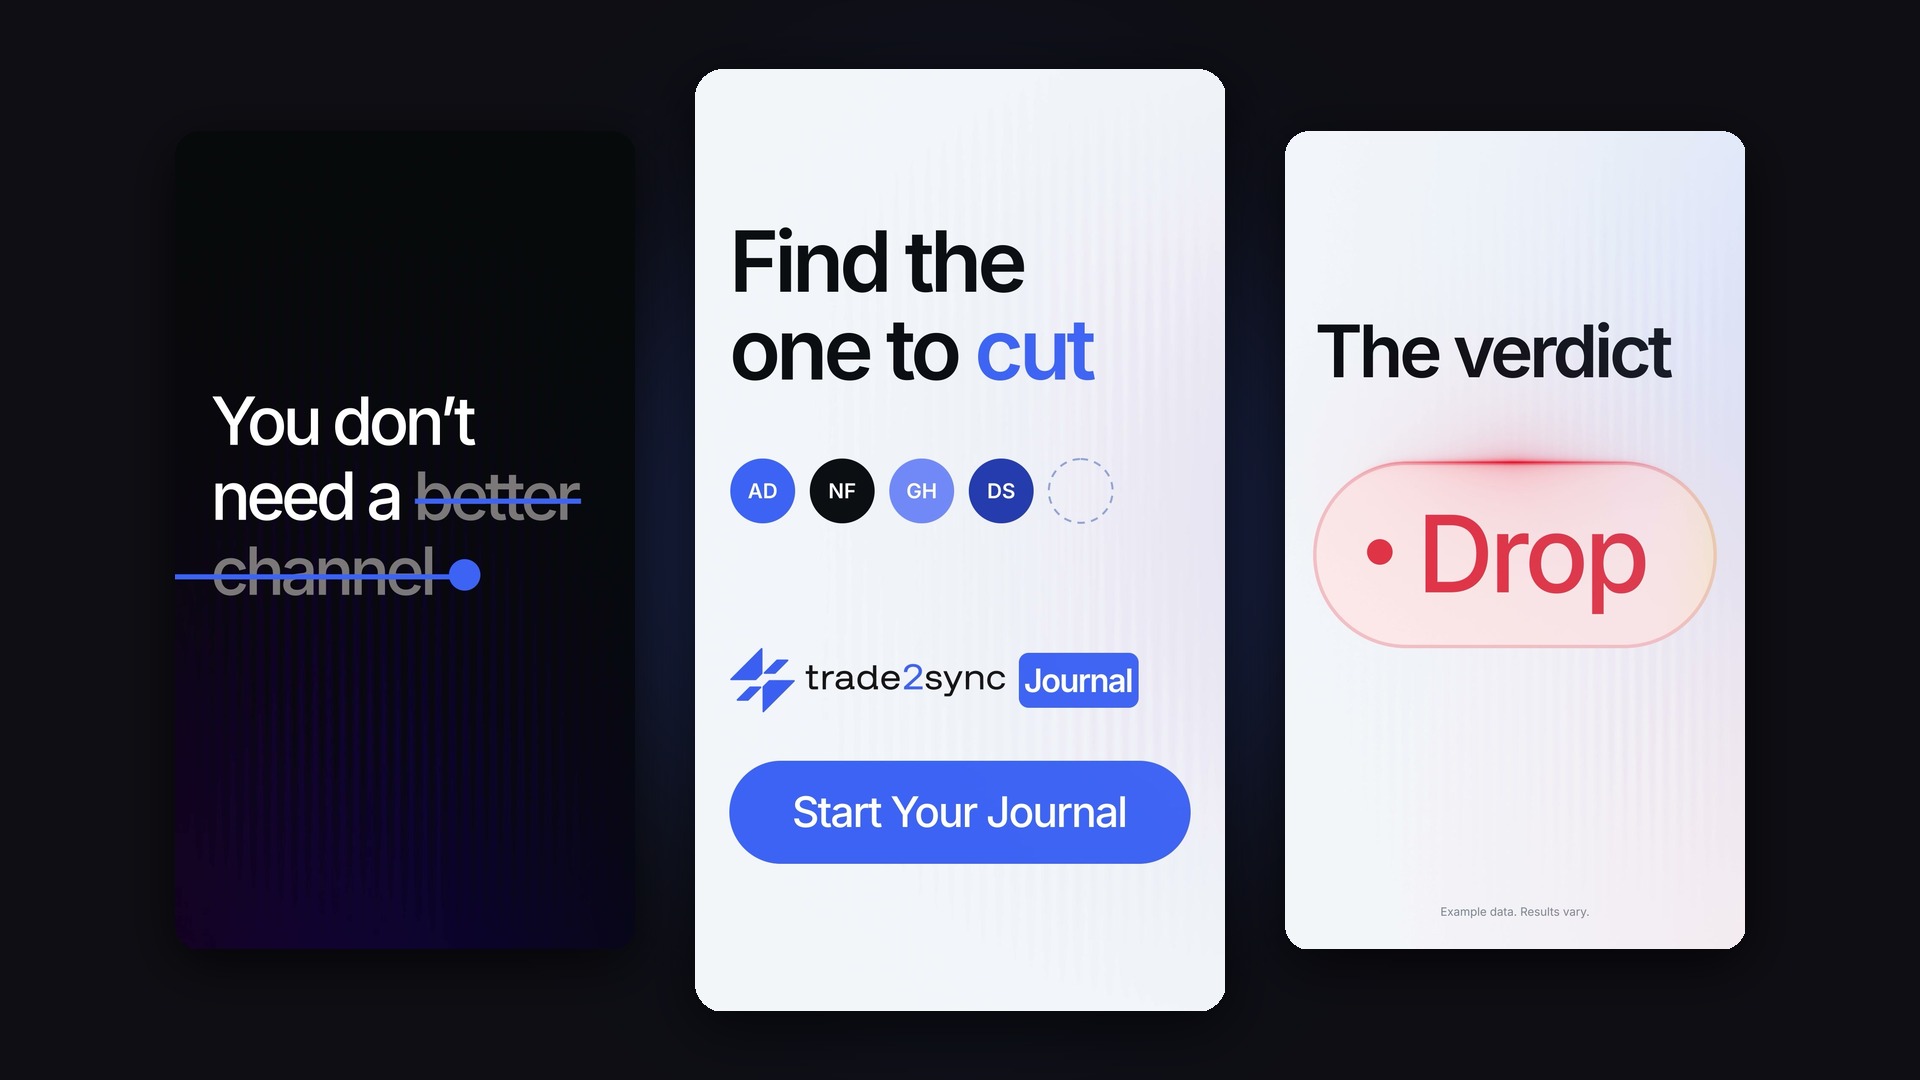 You don’t
need a better
channel
Find the
one to cut
AD NF GH DS
trade2sync Journal
Start Your Journal
The verdict
• Drop
Example data. Results vary.